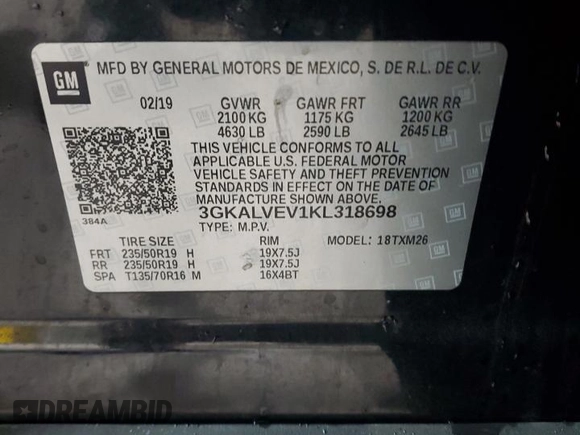 GM
MFD BY GENERAL MOTORS DE MEXICO, S. DE R.L. DE C.V.
02/19 GVWR GAWR FRT GAWR RR
2100 KG 1175 KG 1200 KG
4630 LB 2590 LB 2645 LB
THIS VEHICLE CONFORMS TO ALL
APPLICABLE U.S. FEDERAL MOTOR
VEHICLE SAFETY AND THEFT PREVENTION
STANDARDS IN EFFECT ON THE DATE OF
MANUFACTURE SHOWN ABOVE.
384A
3GKALVEV1KL318698
TYPE: M.P.V.
TIRE SIZE RIM MODEL: 18TXM26
FRT 235/50R19 H 19X7.5J
RR 235/50R19 H 19X7.5J
SPA T135/70R16 M 16X4BT
DREAMBID